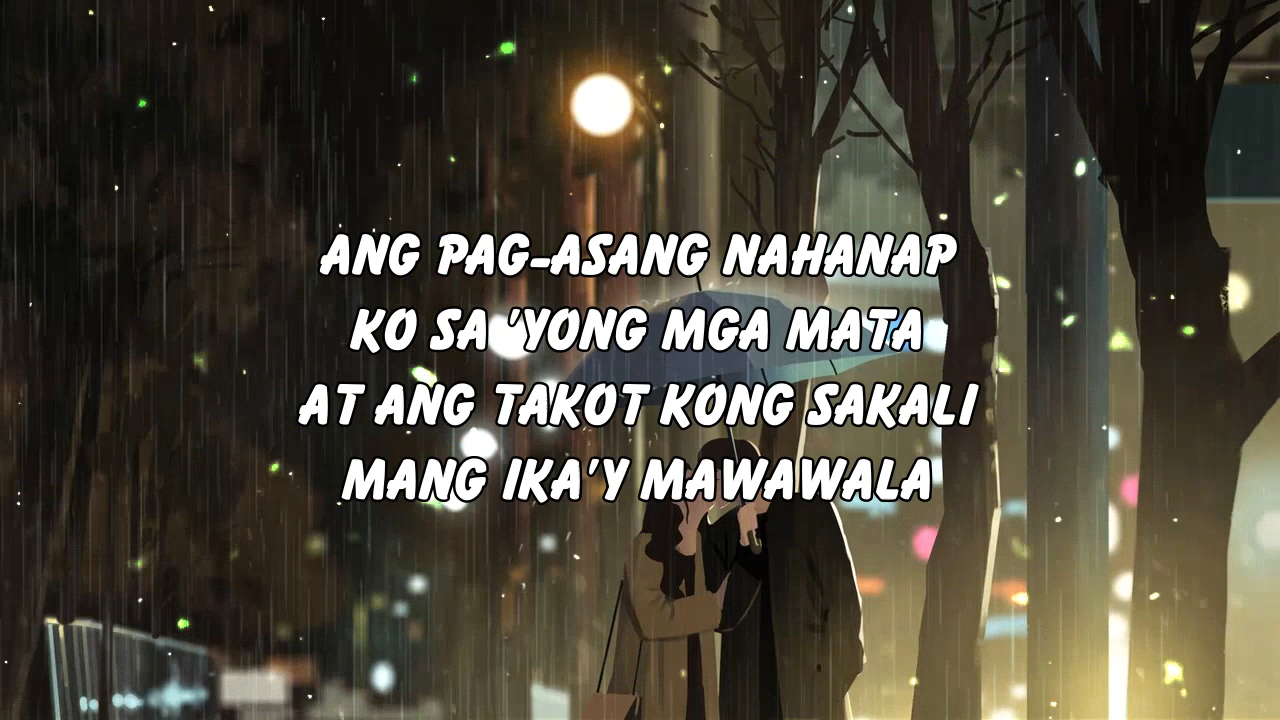 ANG PAG-ASANG NAHANAP
KO SA 'YONG MGA MATA
AT ANG TAKOT KONG SAKALI
MANG IKA'Y MAWAWALA